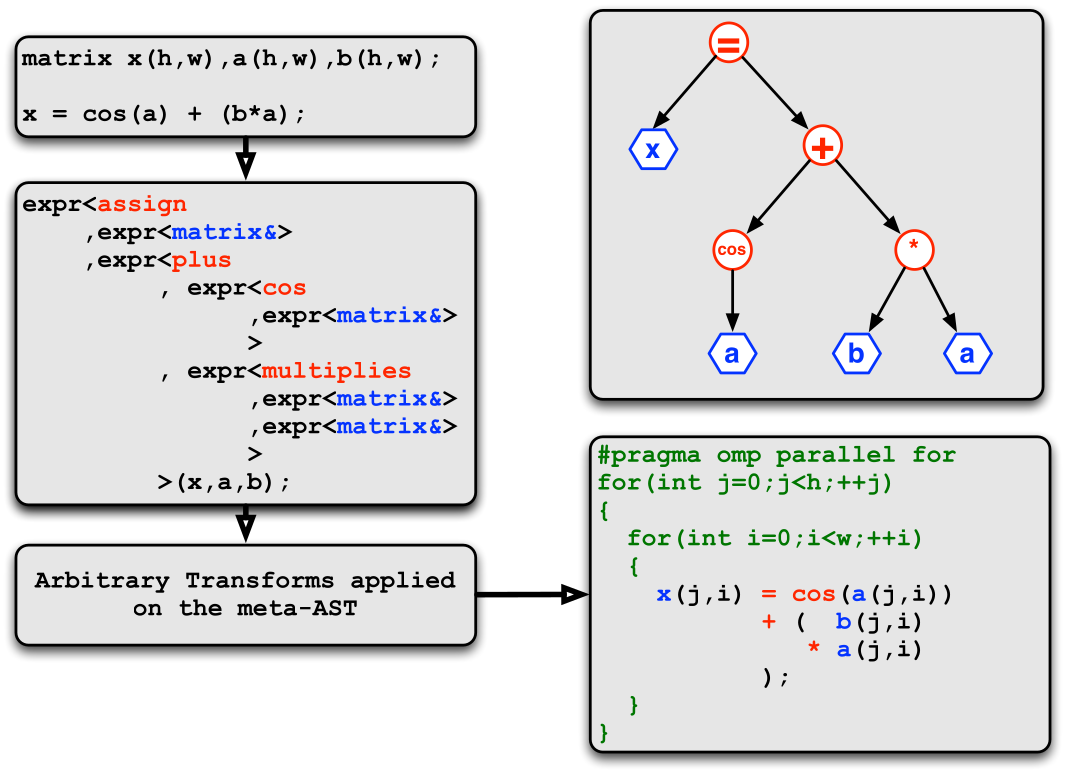 matrix x(h,w),a(h,w),b(h,w);
x = cos(a) + (b*a);
expr<assign
,expr<matrix&>
,expr<plus
, expr<cos
,expr<matrix&>
>
, expr<multiplies
,expr<matrix&>
,expr<matrix&>
>
>(x,a,b);
Arbitrary Transforms applied
on the meta-AST
=
x
+
cos
*
a
b
a
#pragma omp parallel for
for(int j=0;j<h;++j)
{
for(int i=0;i<w;++i)
{
x(j,i) = cos(a(j,i))
+ ( b(j,i)
* a(j,i)
);
}
}